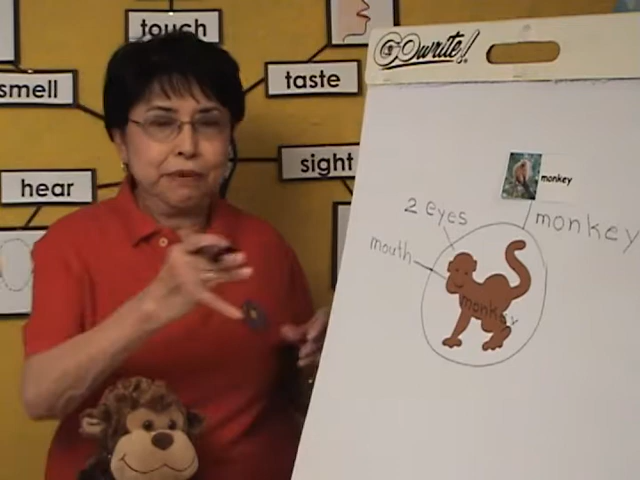 touch
smell
taste
sight
hear
GOwrite!
monkey
2 eyes
monkey
mouth
monkey